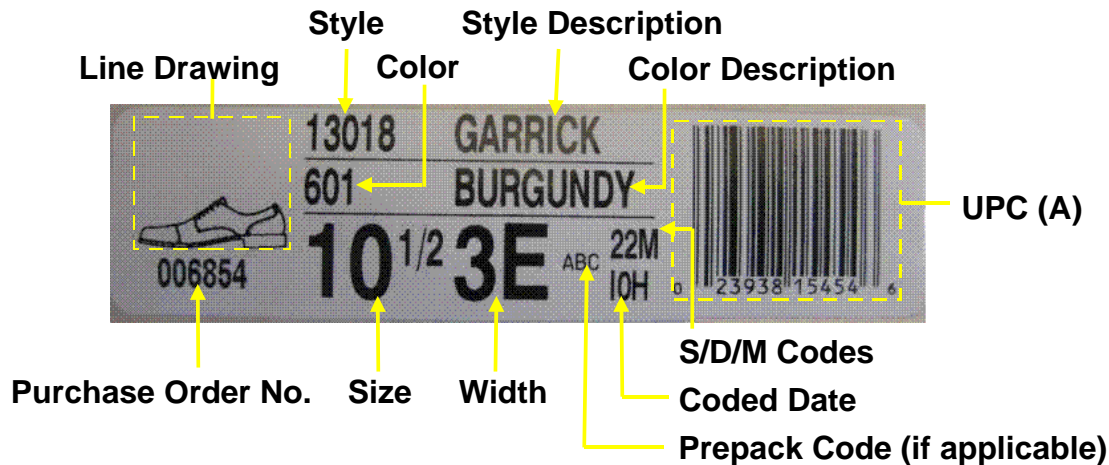 Style Style Description
Line Drawing Color Color Description
13018 GARRICK
601 BURGUNDY
UPC (A)
10 1/2 3E ABC 22M
006854 IOH 0 23938 15454 6
S/D/M Codes
Purchase Order No. Size Width Coded Date
Prepack Code (if applicable)